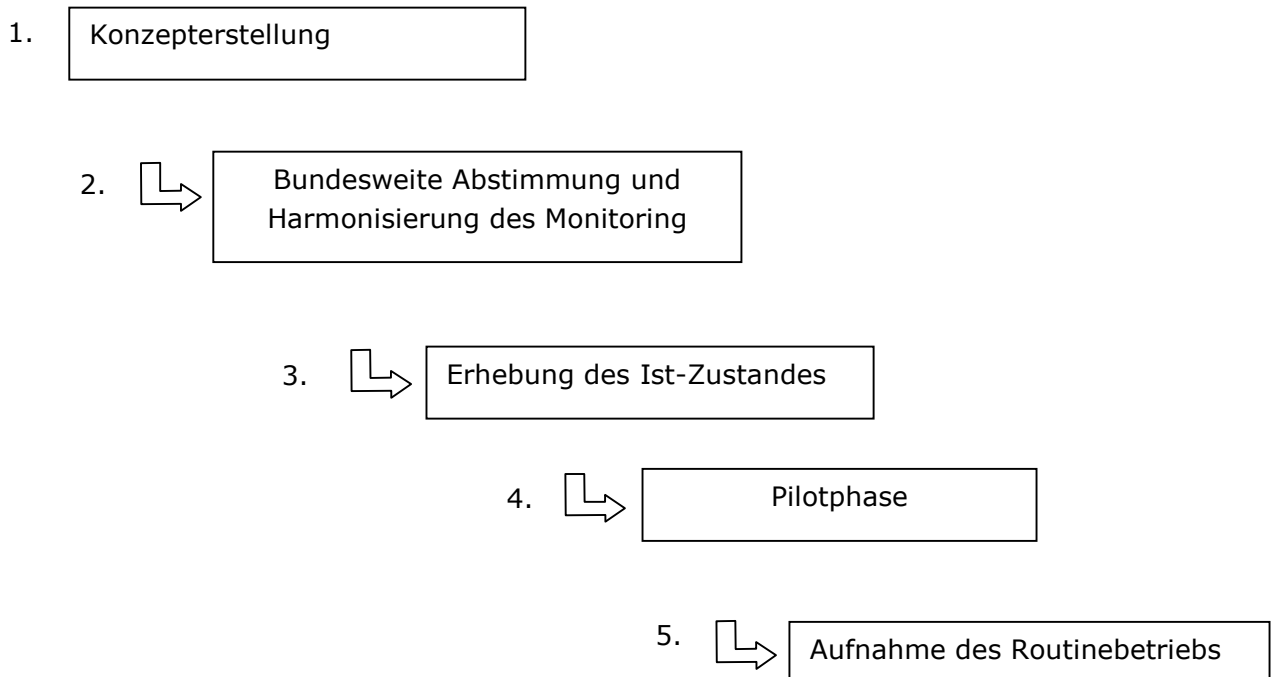 1. Konzepterstellung
2. Bundesweite Abstimmung und
Harmonisierung des Monitoring
3. Erhebung des Ist-Zustandes
4. Pilotphase
5. Aufnahme des Routinebetriebs